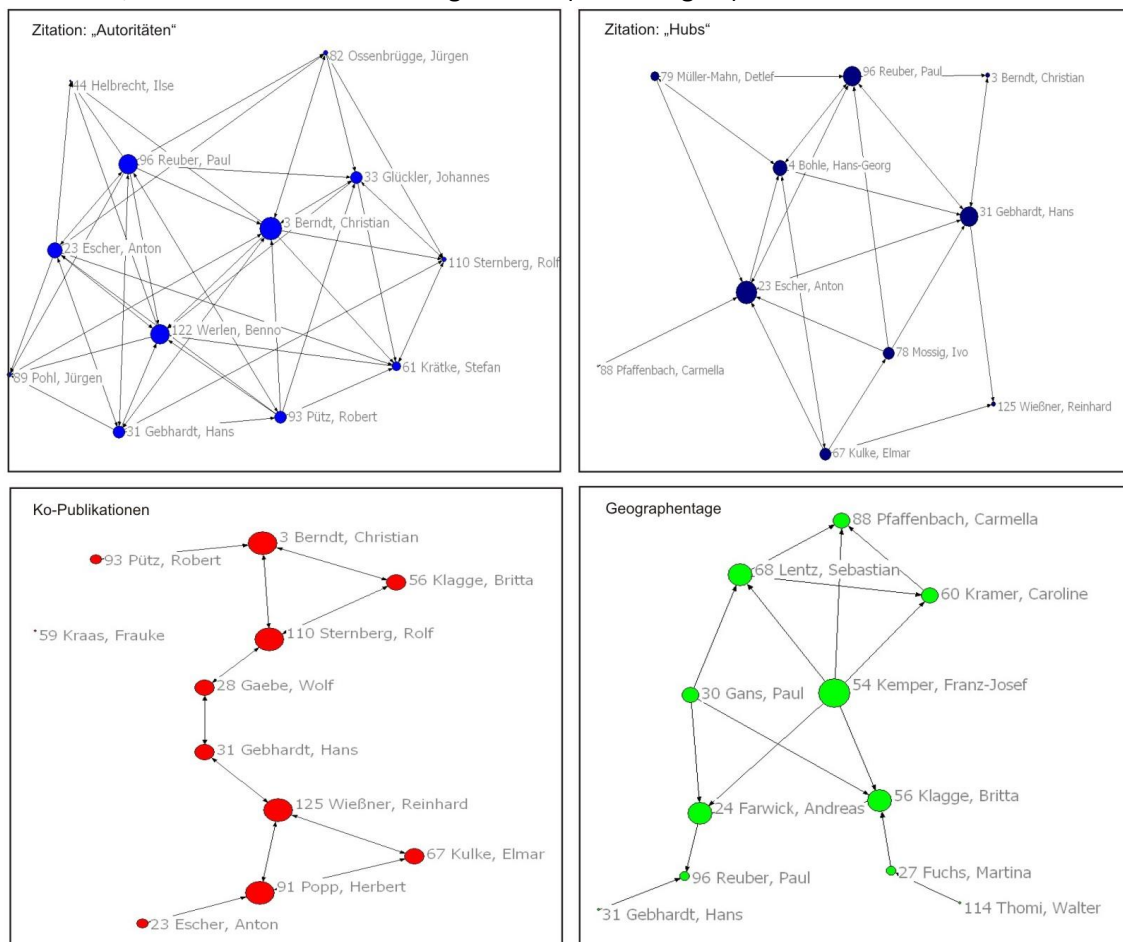 Zitation: „Autoritäten“
82 Ossenbrügge, Jürgen
44 Helbrecht, Ilse
96 Reuber, Paul
33 Glückler, Johannes
3 Berndt, Christian
23 Escher, Anton
110 Sternberg, Rolf
122 Werlen, Benno
61 Krätke, Stefan
89 Pohl, Jürgen
93 Pütz, Robert
31 Gebhardt, Hans
Zitation: „Hubs“
96 Reuber, Paul
79 Müller-Mahn, Detlef
3 Berndt, Christian
4 Bohle, Hans-Georg
31 Gebhardt, Hans
23 Escher, Anton
78 Mossig, Ivo
88 Pfaffenbach, Carmella
125 Wießner, Reinhard
67 Kulke, Elmar
Ko-Publikationen
3 Berndt, Christian
93 Pütz, Robert
56 Klagge, Britta
59 Kraas, Frauke
110 Sternberg, Rolf
28 Gaebe, Wolf
31 Gebhardt, Hans
125 Wießner, Reinhard
67 Kulke, Elmar
91 Popp, Herbert
23 Escher, Anton
Geographentage
88 Pfaffenbach, Carmella
68 Lentz, Sebastian
60 Kramer, Caroline
54 Kemper, Franz-Josef
30 Gans, Paul
56 Klagge, Britta
24 Farwick, Andreas
96 Reuber, Paul
27 Fuchs, Martina
31 Gebhardt, Hans
114 Thomi, Walter